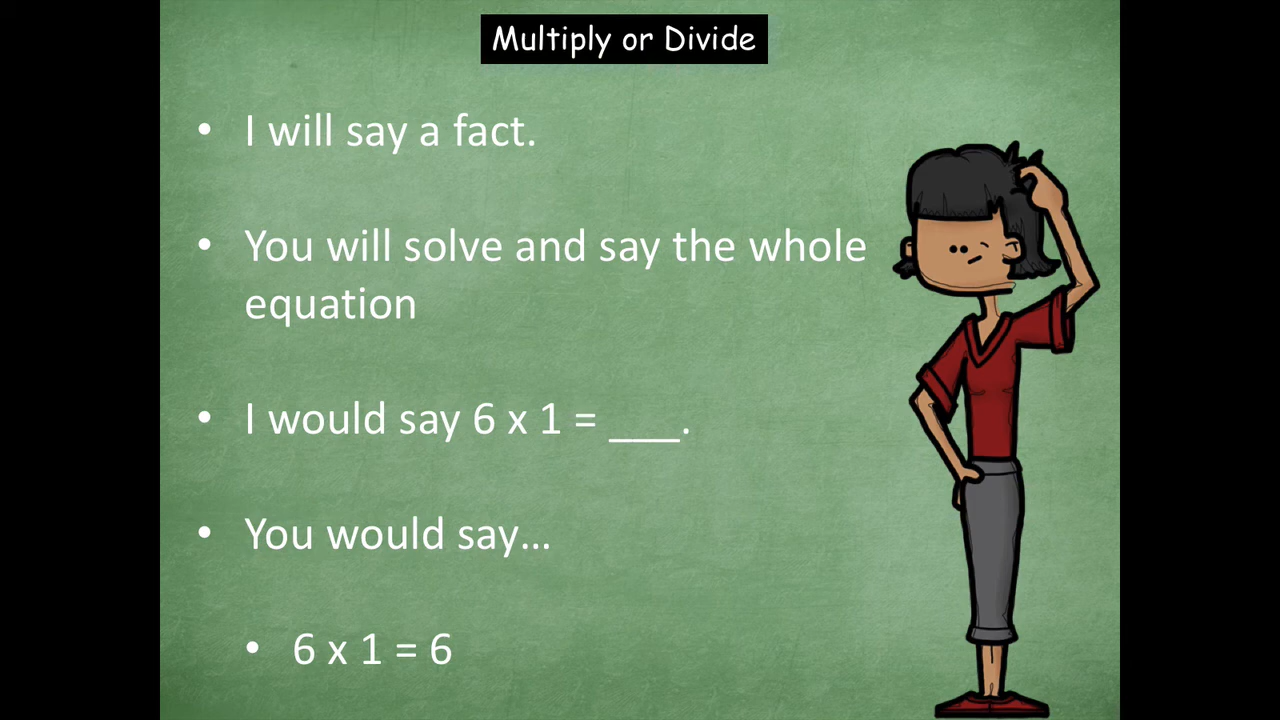 Multiply or Divide
• I will say a fact.
• You will solve and say the whole
equation
• I would say 6 x 1 = ___.
• You would say…
• 6 x 1 = 6